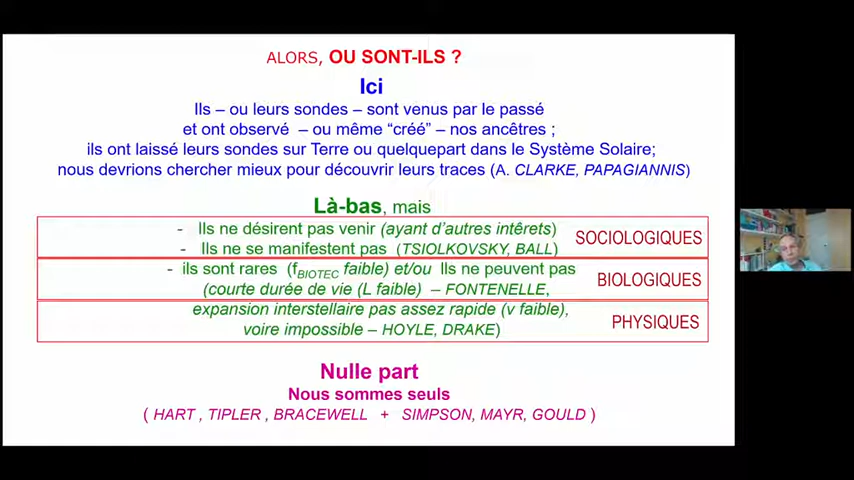 ALORS, OU SONT-ILS ?
Ici
Ils – ou leurs sondes – sont venus par le passé
et ont observé – ou même “créé” – nos ancêtres ;
ils ont laissé leurs sondes sur Terre ou quelquepart dans le Système Solaire;
nous devrions chercher mieux pour découvrir leurs traces (A. CLARKE, PAPAGIANNIS)
Là-bas, mais
- Ils ne désirent pas venir (ayant d’autres intêrets)
- Ils ne se manifestent pas (TSIOLKOVSKY, BALL)
SOCIOLOGIQUES
- ils sont rares (fBIOTEC faible) et/ou Ils ne peuvent pas
(courte durée de vie (L faible) – FONTENELLE,
BIOLOGIQUES
expansion interstellaire pas assez rapide (v faible),
voire impossible – HOYLE, DRAKE)
PHYSIQUES
Nulle part
Nous sommes seuls
( HART , TIPLER , BRACEWELL + SIMPSON, MAYR, GOULD )